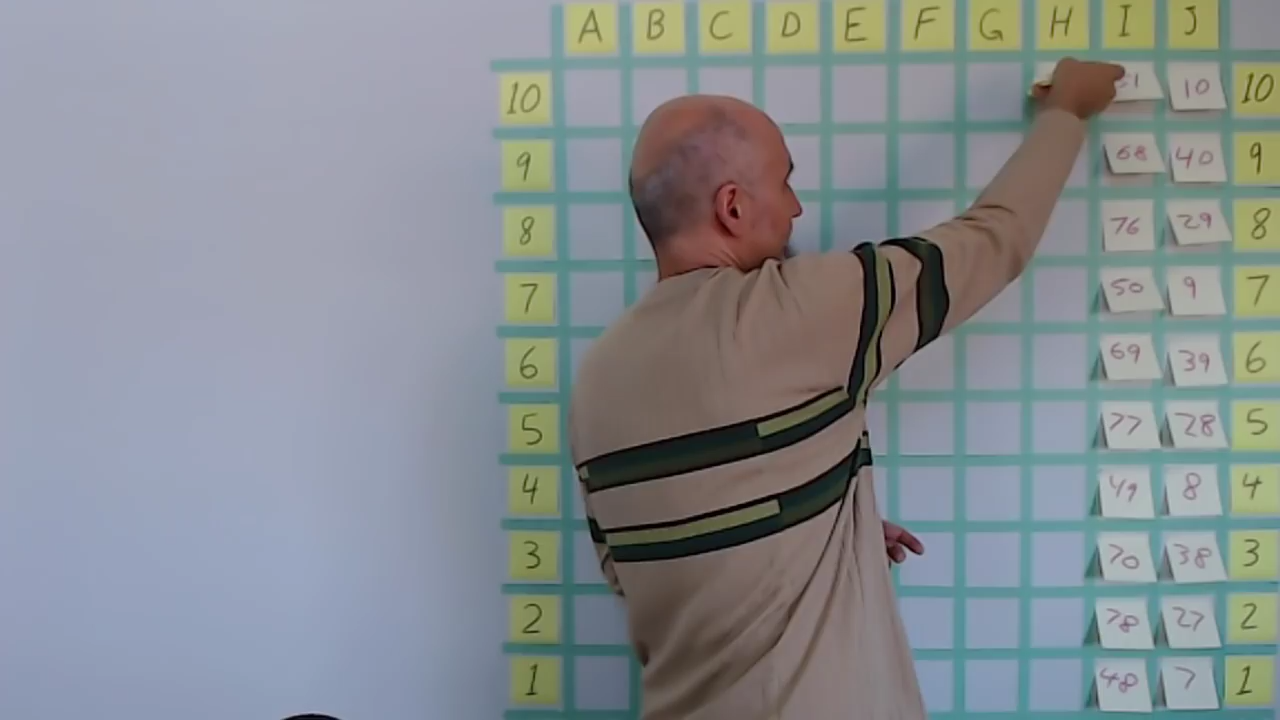 A B C D E F G H I J
10 51 10 10
9 68 40 9
8 76 29 8
7 50 9 7
6 69 39 6
5 77 28 5
4 49 8 4
3 70 38 3
2 78 27 2
1 48 7 1